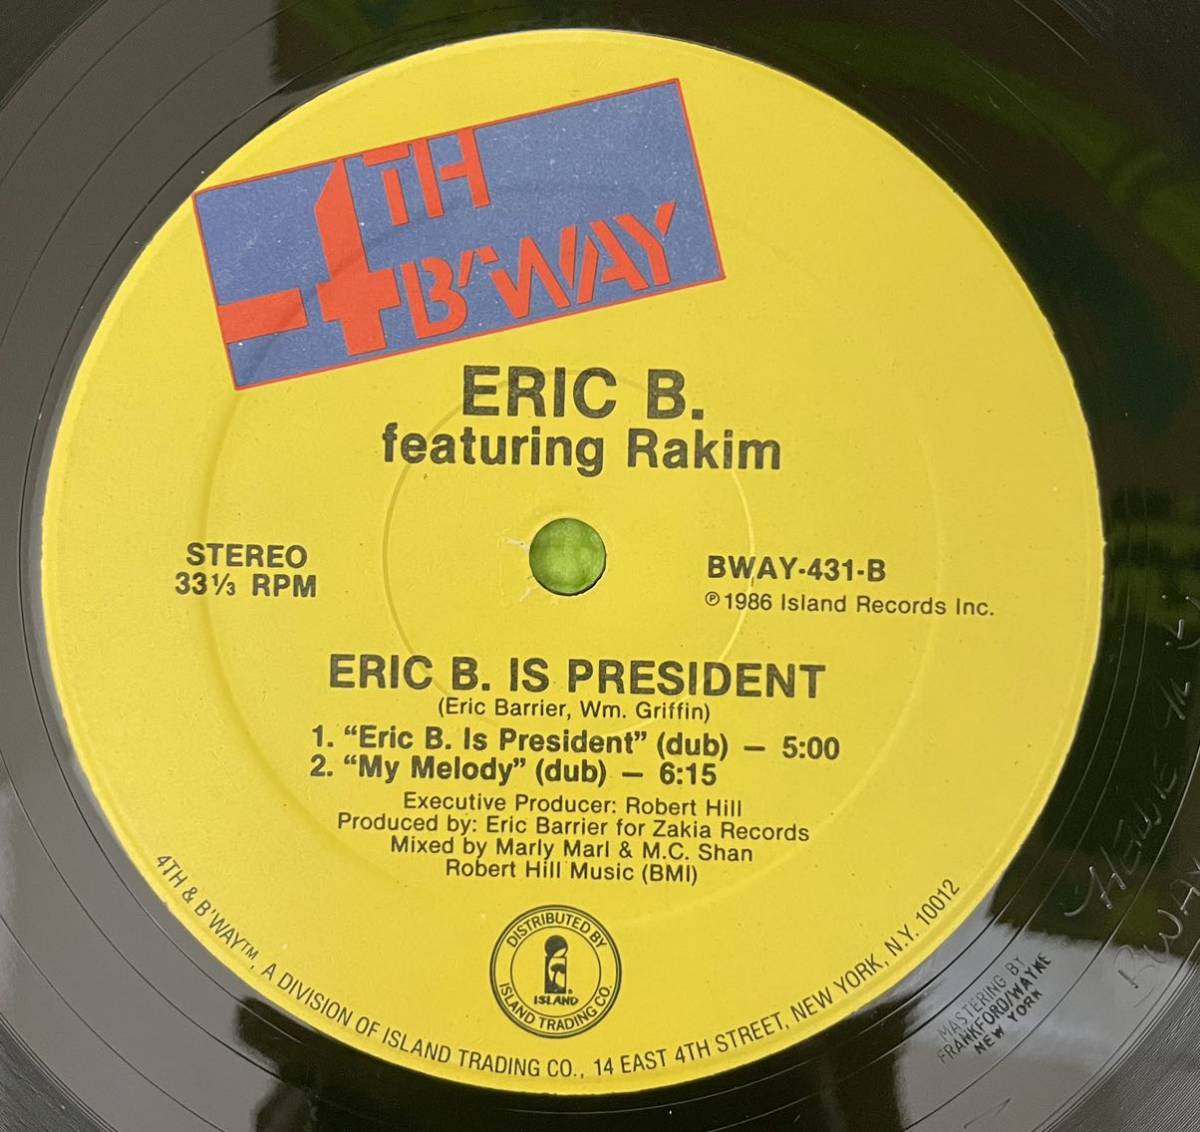 4TH
B'WAY
ERIC B.
featuring Rakim
STEREO
33⅓ RPM
BWAY-431-B
℗1986 Island Records Inc.
ERIC B. IS PRESIDENT
(Eric Barrier, Wm. Griffin)
1. “Eric B. Is President” (dub) — 5:00
2. “My Melody” (dub) — 6:15
Executive Producer: Robert Hill
Produced by: Eric Barrier for Zakia Records
Mixed by Marly Marl & M.C. Shan
Robert Hill Music (BMI)
DISTRIBUTED BY
ISLAND
ISLAND TRADING CO.
4TH & B'WAY™, A DIVISION OF ISLAND TRADING CO., 14 EAST 4TH STREET, NEW YORK, N.Y. 10012
MASTERING BY
FRANKFORD/WAYNE
NEW YORK